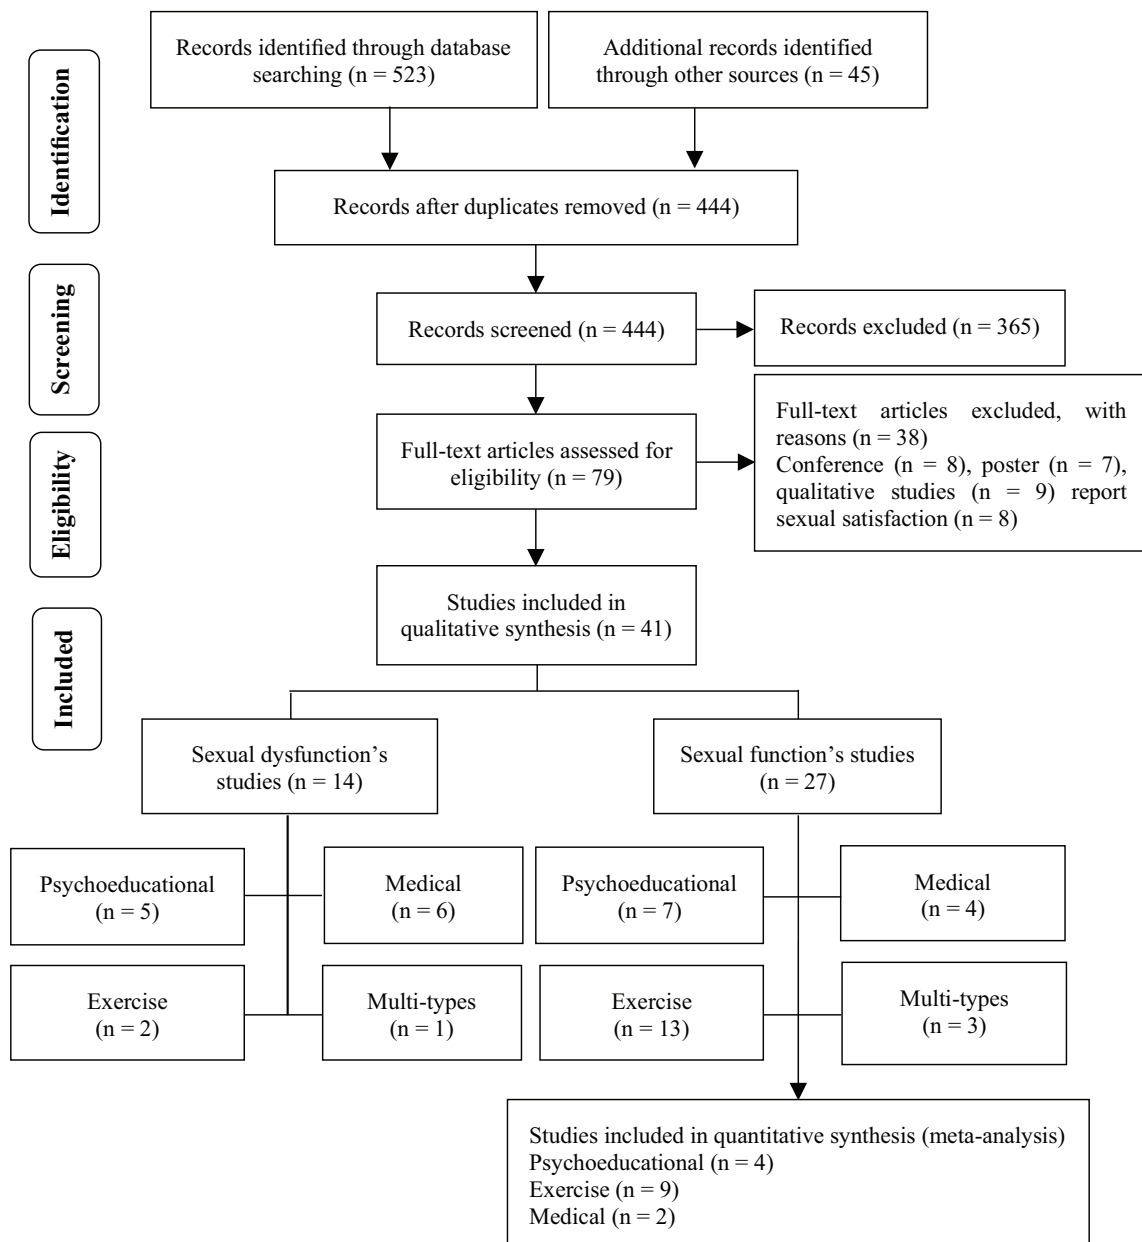 Identification
Records identified through database
searching (n = 523)
Additional records identified
through other sources (n = 45)
Records after duplicates removed (n = 444)
Screening
Records screened (n = 444)
Records excluded (n = 365)
Eligibility
Full-text articles assessed for
eligibility (n = 79)
Full-text articles excluded, with
reasons (n = 38)
Conference (n = 8), poster (n = 7),
qualitative studies (n = 9) report
sexual satisfaction (n = 8)
Included
Studies included in
qualitative synthesis (n = 41)
Sexual dysfunction's
studies (n = 14)
Sexual function's studies
(n = 27)
Psychoeducational
(n = 5)
Medical
(n = 6)
Psychoeducational
(n = 7)
Medical
(n = 4)
Exercise
(n = 2)
Multi-types
(n = 1)
Exercise
(n = 13)
Multi-types
(n = 3)
Studies included in quantitative synthesis (meta-analysis)
Psychoeducational (n = 4)
Exercise (n = 9)
Medical (n = 2)